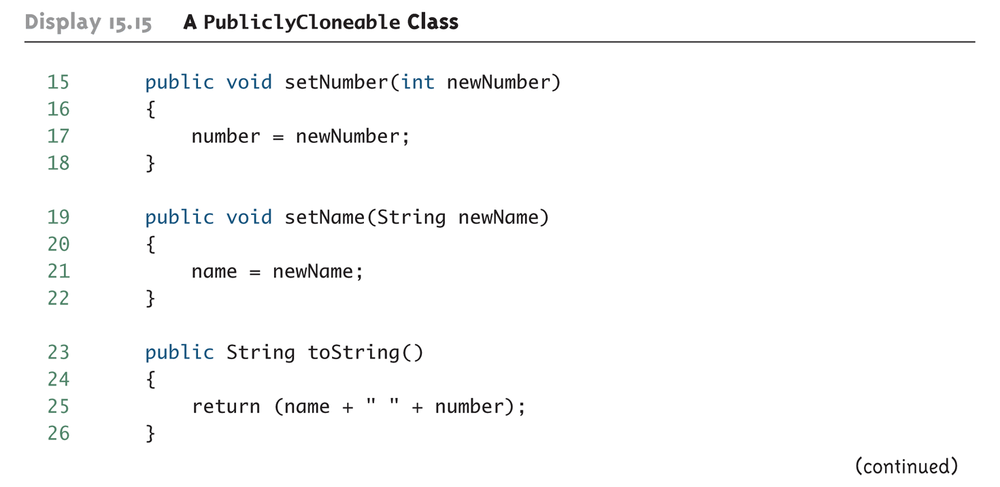 Display 15.15 A PubliclyCloneable Class
15 public void setNumber(int newNumber)
16 {
17 number = newNumber;
18 }
19 public void setName(String newName)
20 {
21 name = newName;
22 }
23 public String toString()
24 {
25 return (name + " " + number);
26 }
(continued)